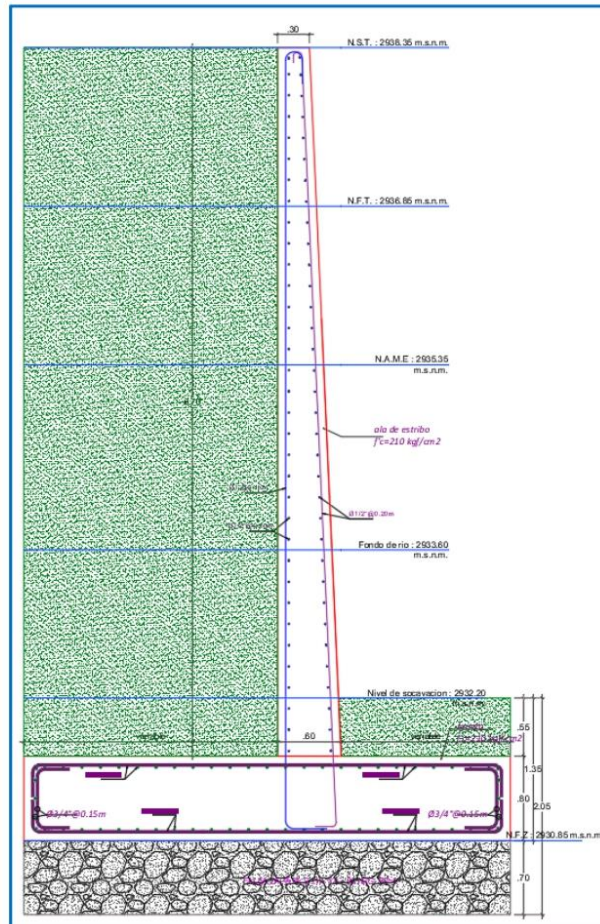 .30
N.S.T. : 2938.35 m.s.n.m.
N.F.T. : 2936.85 m.s.n.m.
N.A.M.E : 2935.35
m.s.n.m.
ala de estribo
f'c=210 kgf/cm2
Ø1/2"@0.20m
Fondo de rio : 2933.60
m.s.n.m.
Nivel de socavacion : 2932.20
m.s.n.m.
.60
.55
1.35
.80
2.05
Ø3/4"@0.15m
Ø3/4"@0.15m
N.F.Z : 2930.85 m.s.n.m.
.70